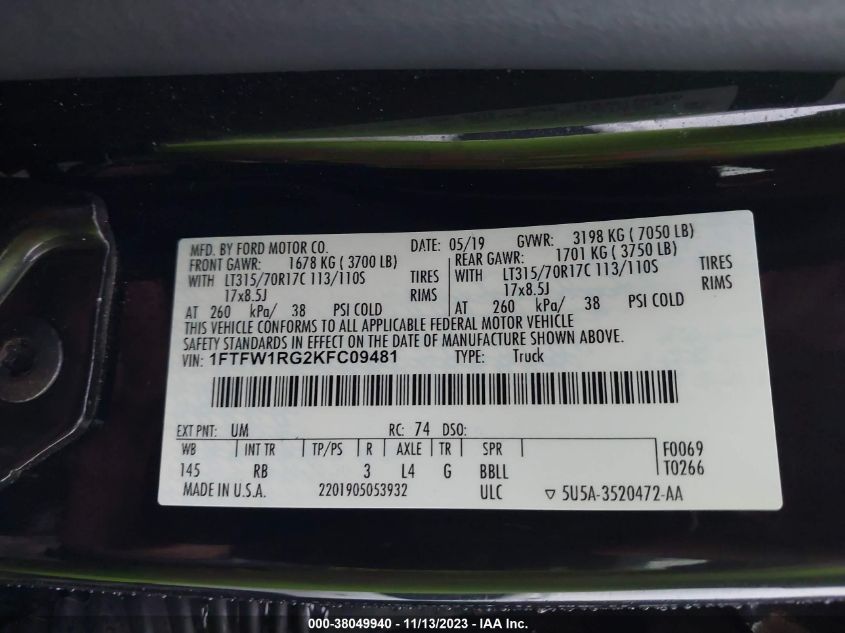 MFD. BY FORD MOTOR CO. DATE: 05/19 GVWR: 3198 KG ( 7050 LB)
FRONT GAWR: 1678 KG ( 3700 LB) REAR GAWR: 1701 KG ( 3750 LB)
WITH LT315/70R17C 113/110S TIRES WITH LT315/70R17C 113/110S TIRES
17x8.5J RIMS 17x8.5J RIMS
AT 260 kPa/ 38 PSI COLD AT 260 kPa/ 38 PSI COLD
THIS VEHICLE CONFORMS TO ALL APPLICABLE FEDERAL MOTOR VEHICLE
SAFETY STANDARDS IN EFFECT ON THE DATE OF MANUFACTURE SHOWN ABOVE.
VIN: 1FTFW1RG2KFC09481 TYPE: Truck
EXT PNT: UM RC: 74 DSO:
WB INT TR TP/PS R AXLE TR SPR F0069
145 RB 3 L4 G BBLL T0266
MADE IN U.S.A. 2201905053932 ULC ▽ 5U5A-3520472-AA
000-38049940 - 11/13/2023 - IAA Inc.